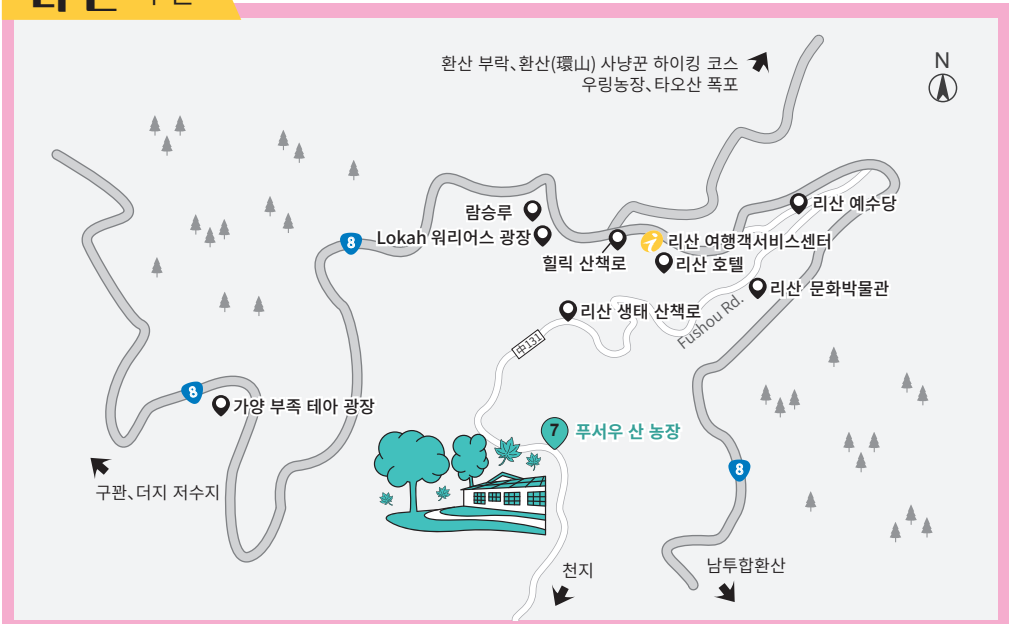 환산 부락、환산(環山) 사냥꾼 하이킹 코스
우링농장、타오산 폭포
N
리산 예수당
람승루
Lokah 워리어스 광장
8
힐릭 산책로
리산 여행객서비스센터
리산 호텔
리산 문화박물관
리산 생태 산책로
Fushou Rd.
中131
8
가양 부족 테아 광장
7
푸서우 산 농장
8
구관、더지 저수지
천지
남투합환산